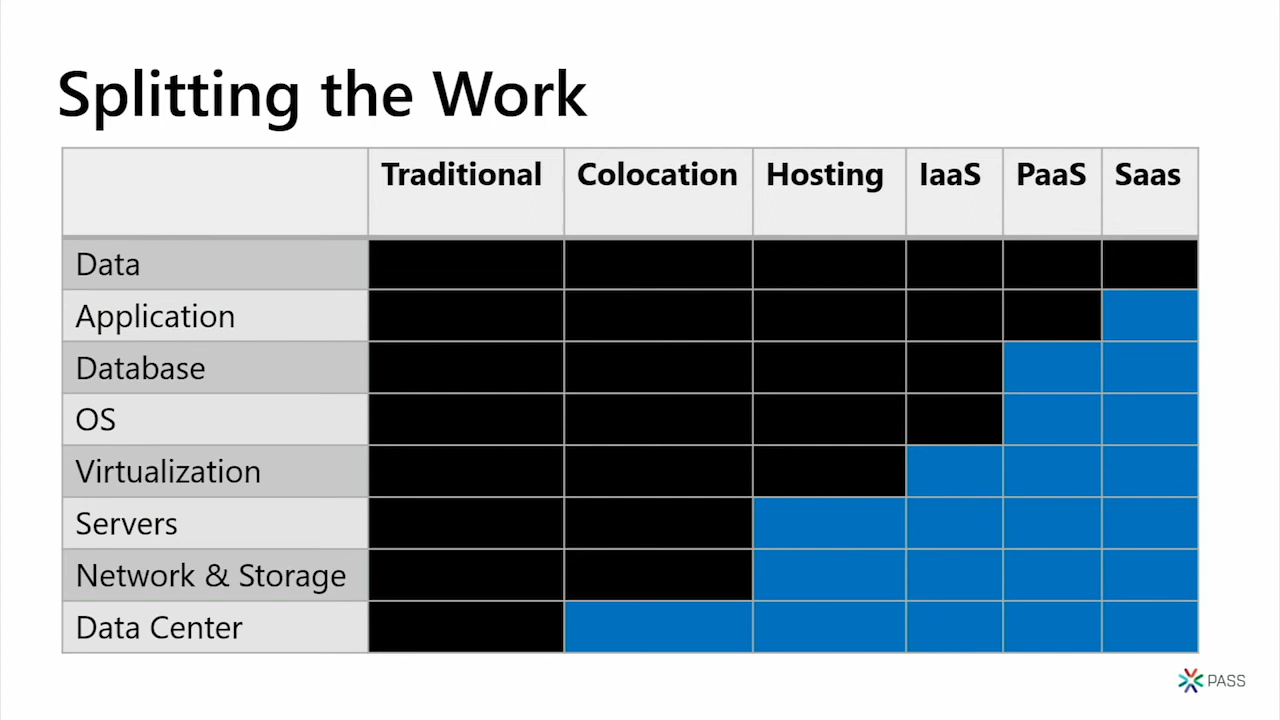 Splitting the Work
Traditional Colocation Hosting IaaS PaaS Saas
Data
Application
Database
OS
Virtualization
Servers
Network & Storage
Data Center
PASS